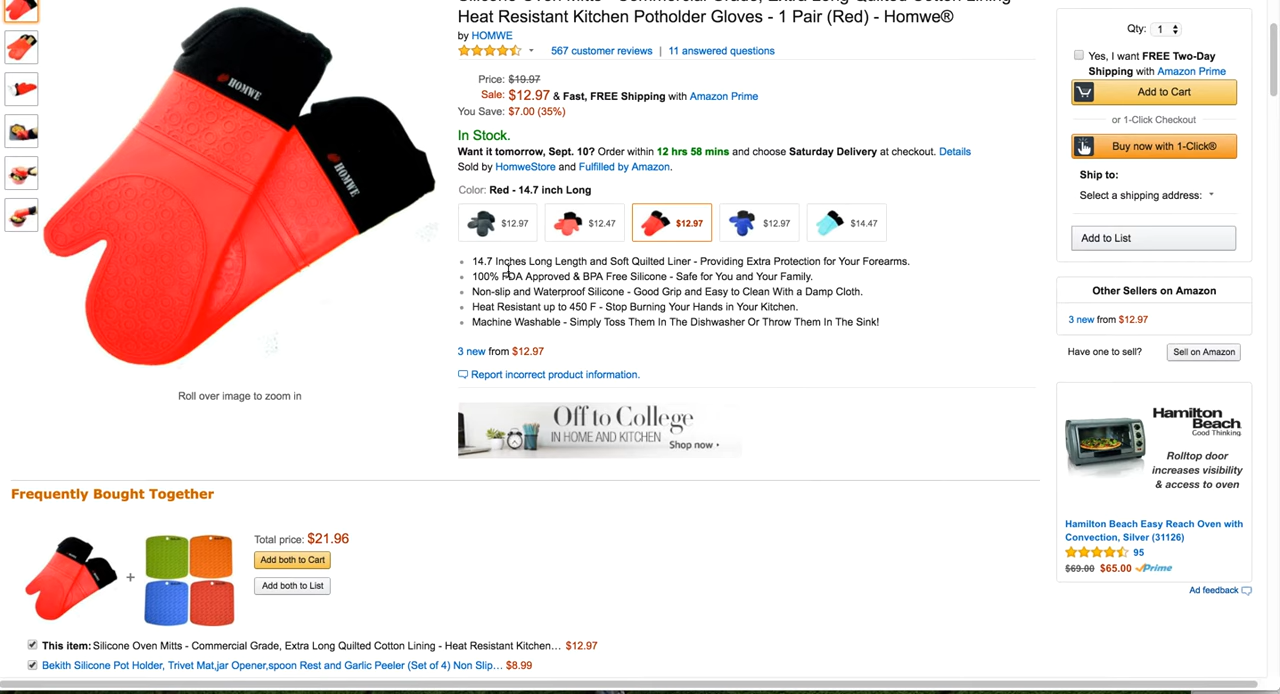 Silicone Oven Mitts - Commercial Grade, Extra Long Quilted Cotton Lining -
Heat Resistant Kitchen Potholder Gloves - 1 Pair (Red) - Homwe®
by HOMWE
567 customer reviews | 11 answered questions
Price: $19.97
Sale: $12.97 & Fast, FREE Shipping with Amazon Prime
You Save: $7.00 (35%)
In Stock.
Want it tomorrow, Sept. 10? Order within 12 hrs 58 mins and choose Saturday Delivery at checkout. Details
Sold by HomweStore and Fulfilled by Amazon.
Color: Red - 14.7 inch Long
$12.97
$12.47
$12.97
$12.97
$14.47
14.7 Inches Long Length and Soft Quilted Liner - Providing Extra Protection for Your Forearms.
100% FDA Approved & BPA Free Silicone - Safe for You and Your Family.
Non-slip and Waterproof Silicone - Good Grip and Easy to Clean With a Damp Cloth.
Heat Resistant up to 450 F - Stop Burning Your Hands in Your Kitchen.
Machine Washable - Simply Toss Them In The Dishwasher Or Throw Them In The Sink!
3 new from $12.97
Report incorrect product information.
HOMWE
HOMWE
Roll over image to zoom in
Off to College
IN HOME AND KITCHEN
Shop now
Qty: 1
Yes, I want FREE Two-Day
Shipping with Amazon Prime
Add to Cart
or 1-Click Checkout
Buy now with 1-Click®
Ship to:
Select a shipping address:
Add to List
Other Sellers on Amazon
3 new from $12.97
Have one to sell?
Sell on Amazon
Hamilton
Beach
Good Thinking
Rolltop door
increases visibility
& access to oven
Hamilton Beach Easy Reach Oven with
Convection, Silver (31126)
95
$69.00 $65.00 Prime
Ad feedback
Frequently Bought Together
+
Total price: $21.96
Add both to Cart
Add both to List
This item: Silicone Oven Mitts - Commercial Grade, Extra Long Quilted Cotton Lining - Heat Resistant Kitchen… $12.97
Bekith Silicone Pot Holder, Trivet Mat,jar Opener,spoon Rest and Garlic Peeler (Set of 4) Non Slip… $8.99